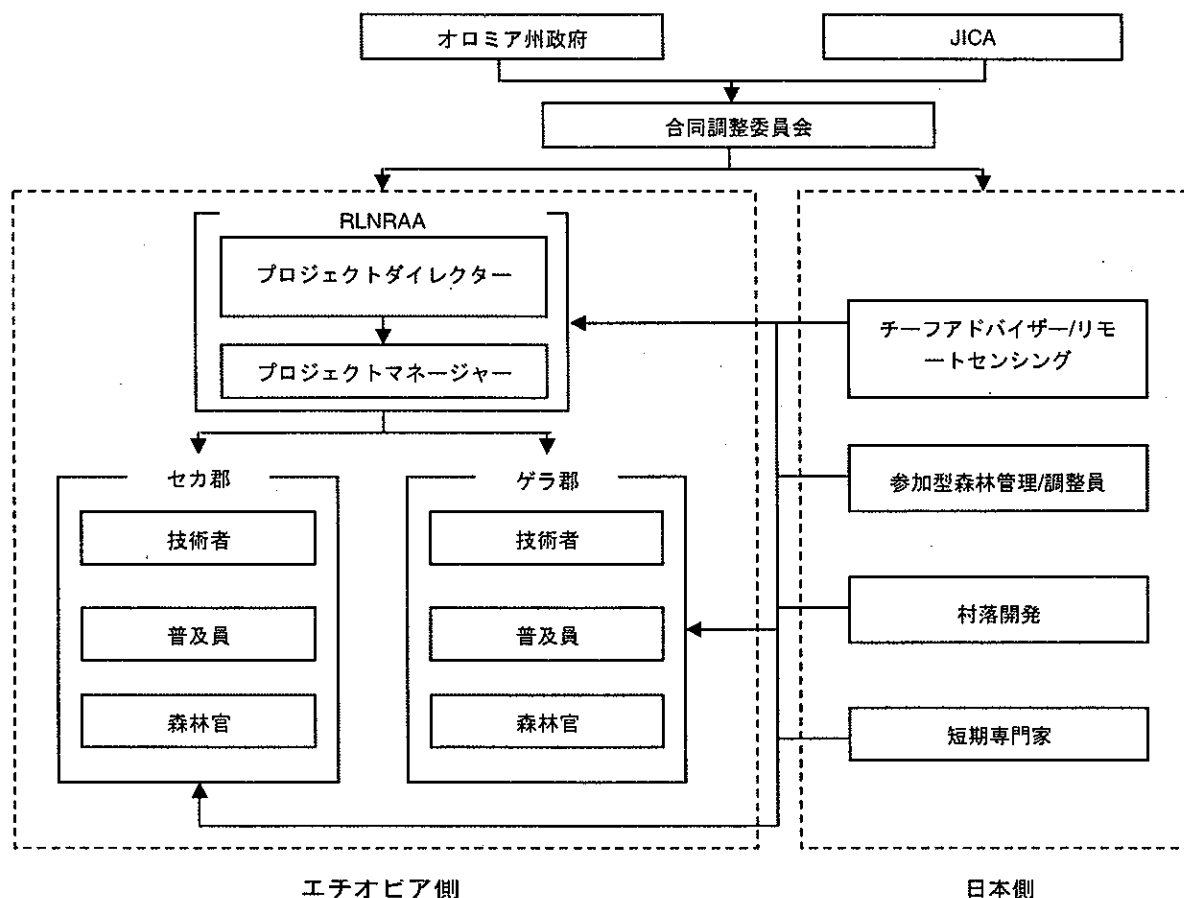 オロミア州政府
JICA
合同調整委員会
RLNRAA
プロジェクトダイレクター
プロジェクトマネージャー
チーフアドバイザー/リモ
ートセンシング
セカ郡
技術者
普及員
森林官
ゲラ郡
技術者
普及員
森林官
参加型森林管理/調整員
村落開発
短期専門家
エチオピア側
日本側